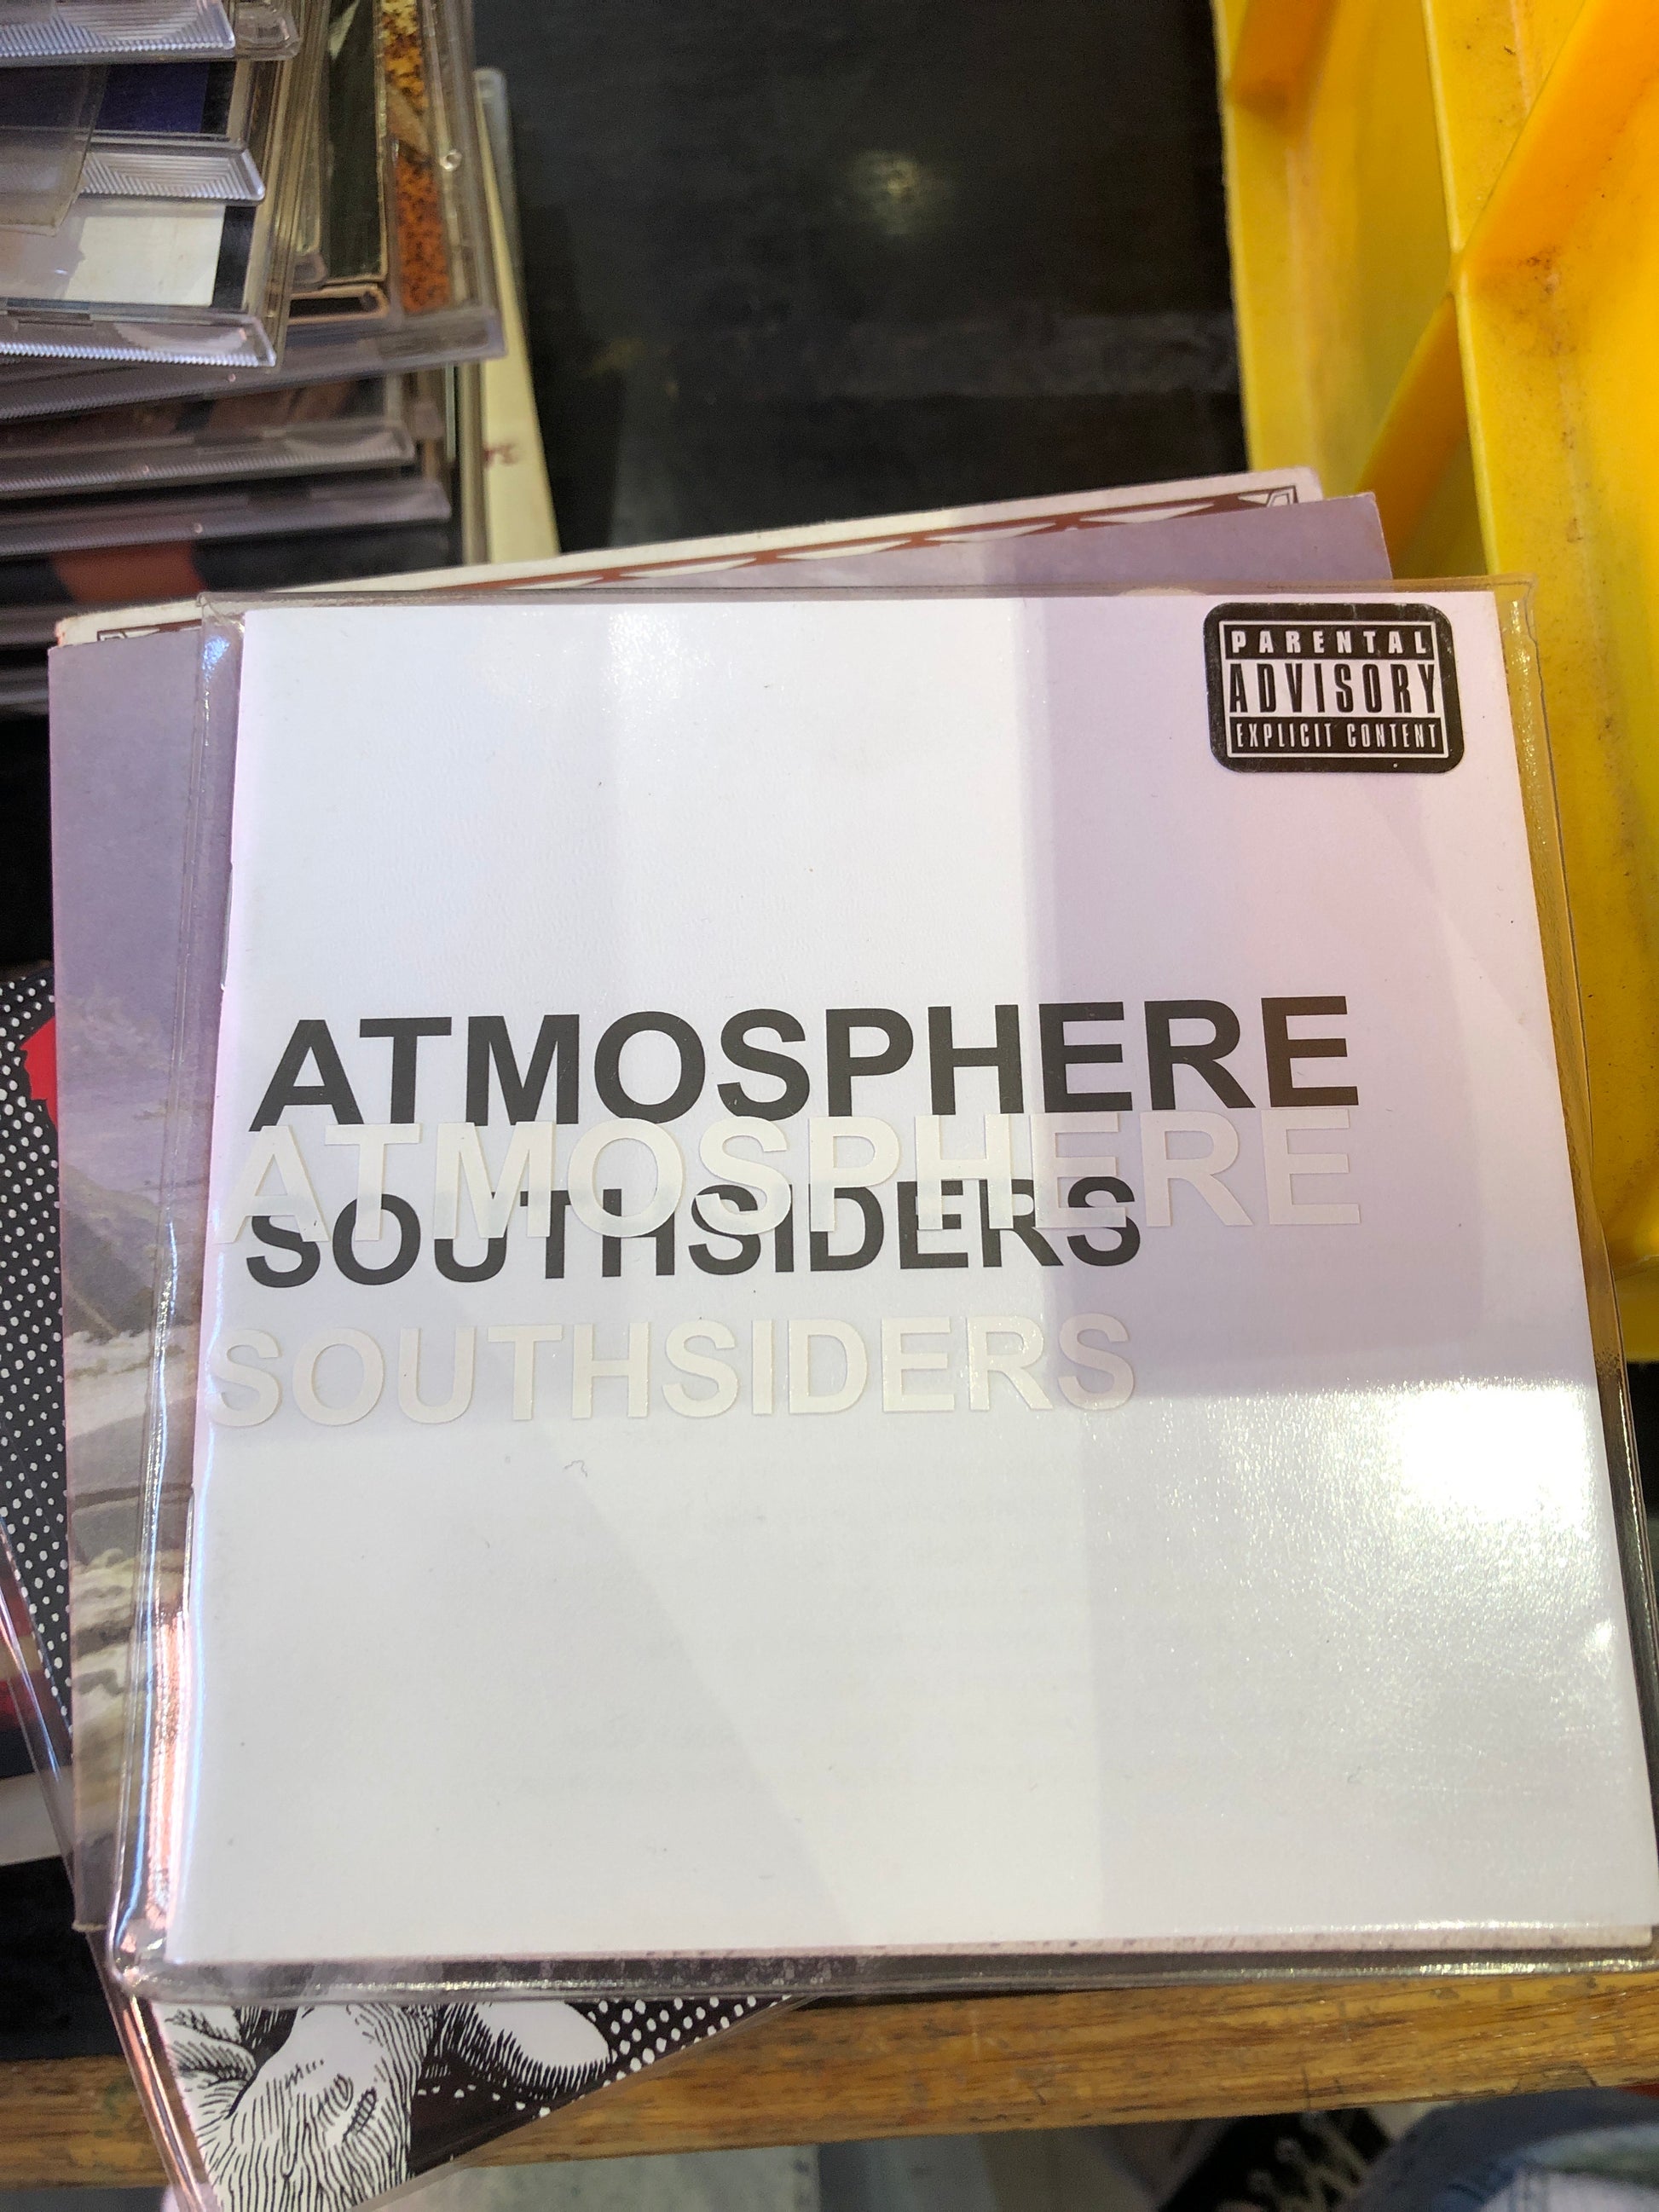 PARENTAL
ADVISORY
EXPLICIT CONTENT
ATMOSPHERE
ATMOSPHERE
SOUTHSIDERS
SOUTHSIDERS